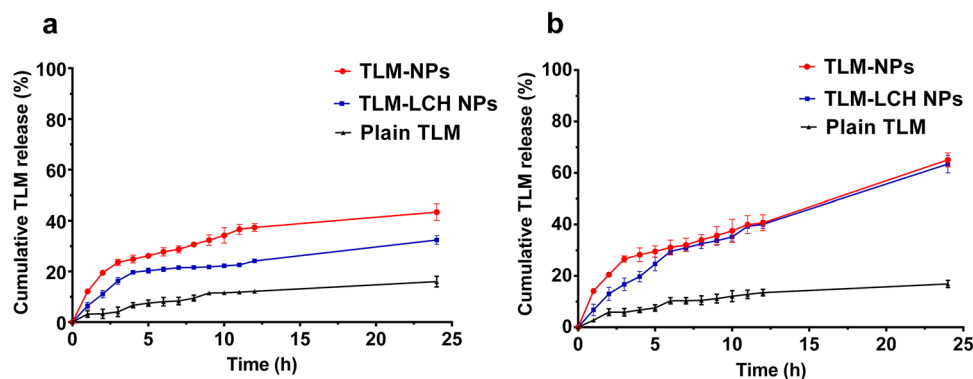 a
Cumulative TLM release (%)
100
80
60
40
20
0
TLM-NPs
TLM-LCH NPs
Plain TLM
0 5 10 15 20 25
Time (h)
b
Cumulative TLM release (%)
100
80
60
40
20
0
TLM-NPs
TLM-LCH NPs
Plain TLM
0 5 10 15 20 25
Time (h)